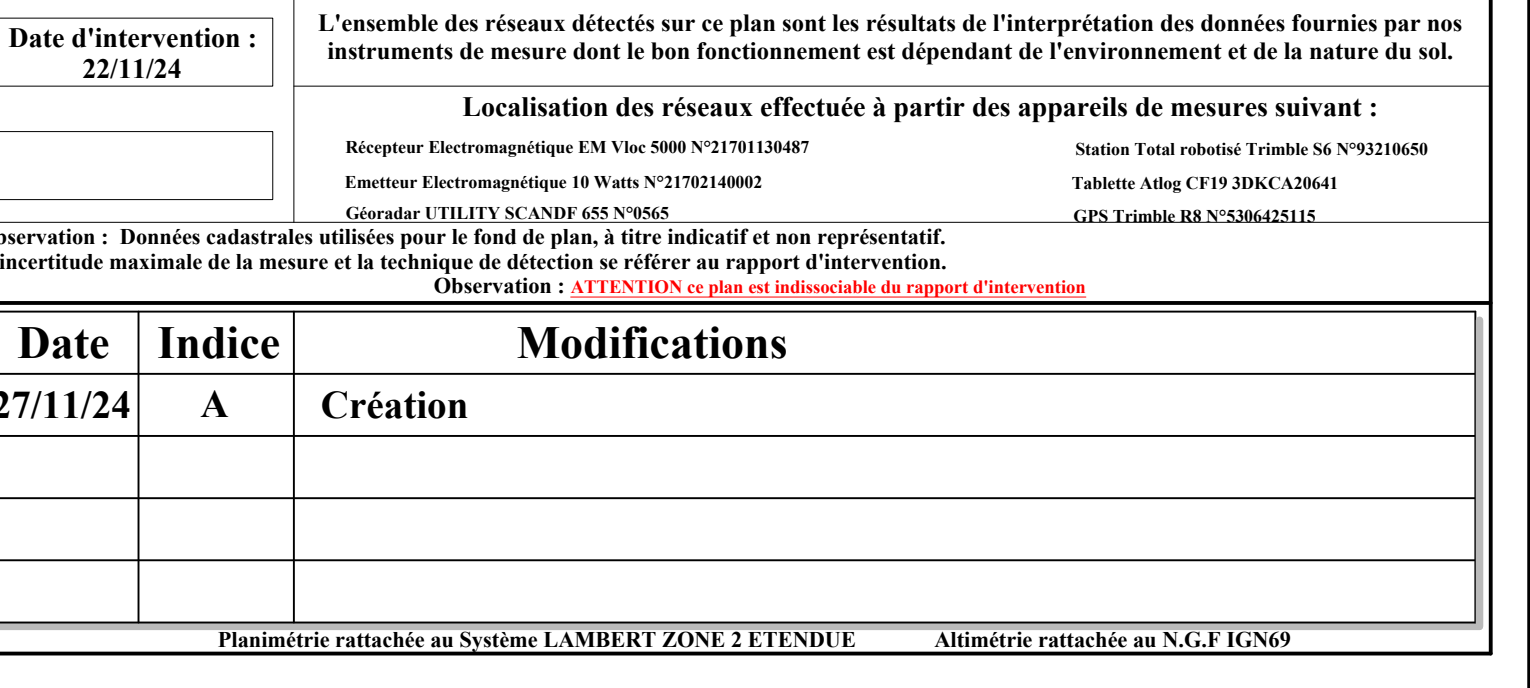 Date d'intervention :
22/11/24
L'ensemble des réseaux détectés sur ce plan sont les résultats de l'interprétation des données fournies par nos
instruments de mesure dont le bon fonctionnement est dépendant de l'environnement et de la nature du sol.
Localisation des réseaux effectuée à partir des appareils de mesures suivant :
Récepteur Electromagnétique EM Vloc 5000 N°21701130487
Station Total robotisé Trimble S6 N°93210650
Emetteur Electromagnétique 10 Watts N°21702140002
Tablette Atlog CF19 3DKCA20641
Géoradar UTILITY SCANDF 655 N°0565
GPS Trimble R8 N°5306425115
bservation : Données cadastrales utilisées pour le fond de plan, à titre indicatif et non représentatif.
incertitude maximale de la mesure et la technique de détection se référer au rapport d'intervention.
Observation : ATTENTION ce plan est indissociable du rapport d'intervention
Date Indice Modifications
27/11/24 A Création
Planimétrie rattachée au Système LAMBERT ZONE 2 ETENDUE Altimétrie rattachée au N.G.F IGN69